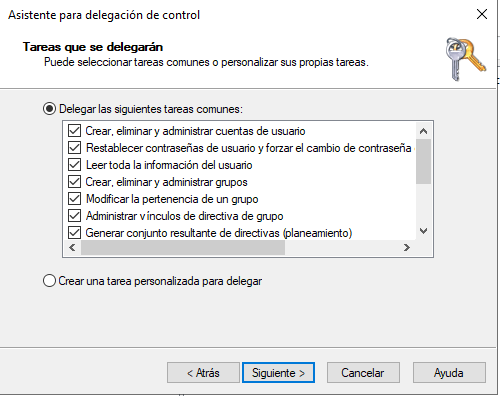 Asistente para delegación de control
Tareas que se delegarán
Puede seleccionar tareas comunes o personalizar sus propias tareas.
Delegar las siguientes tareas comunes:
Crear, eliminar y administrar cuentas de usuario
Restablecer contraseñas de usuario y forzar el cambio de contraseña
Leer toda la información del usuario
Crear, eliminar y administrar grupos
Modificar la pertenencia de un grupo
Administrar vínculos de directiva de grupo
Generar conjunto resultante de directivas (planeamiento)
Crear una tarea personalizada para delegar
< Atrás
Siguiente >
Cancelar
Ayuda